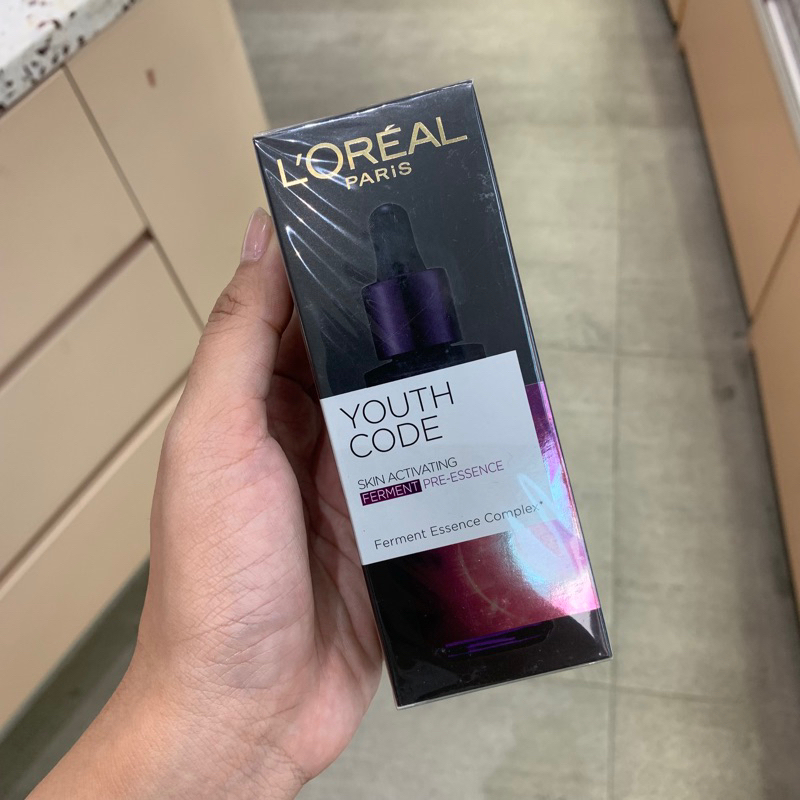 L'ORÉAL
PARIS
YOUTH
CODE
SKIN ACTIVATING
FERMENT PRE-ESSENCE
Ferment Essence Complex*